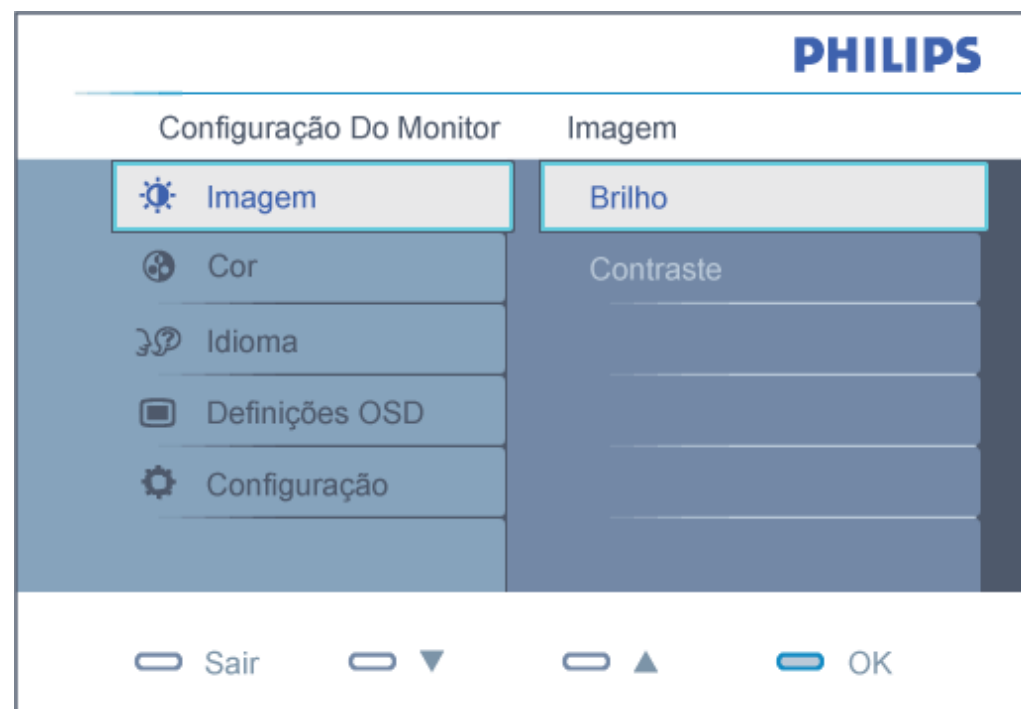 PHILIPS
Configuração Do Monitor Imagem
Imagem Brilho
Cor Contraste
Idioma
Definições OSD
Configuração
Sair ▼ ▲ OK